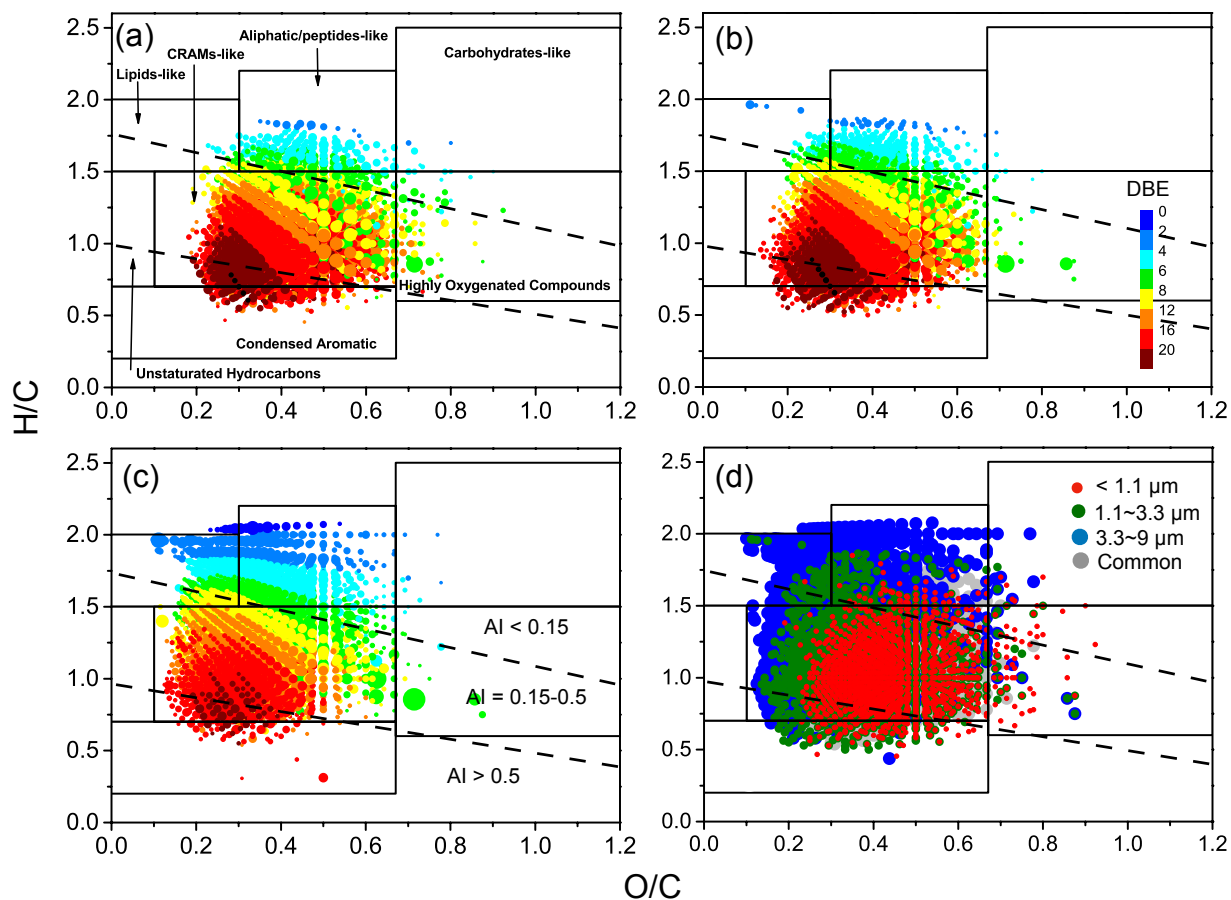 (a)
Lipids-like
CRAMs-like
Aliphatic/peptides-like
Carbohydrates-like
Highly Oxygenated Compounds
Condensed Aromatic
Unstaturated Hydrocarbons
2.5
2.0
1.5
1.0
0.5
0.0
0.0 0.2 0.4 0.6 0.8 1.0 1.2
(b)
DBE
0
2
4
6
8
12
16
20
2.5
2.0
1.5
1.0
0.5
0.0
0.0 0.2 0.4 0.6 0.8 1.0 1.2
H/C
(c)
AI < 0.15
AI = 0.15-0.5
AI > 0.5
2.5
2.0
1.5
1.0
0.5
0.0
0.0 0.2 0.4 0.6 0.8 1.0 1.2
(d)
< 1.1 µm
1.1~3.3 µm
3.3~9 µm
Common
2.5
2.0
1.5
1.0
0.5
0.0
0.0 0.2 0.4 0.6 0.8 1.0 1.2
O/C